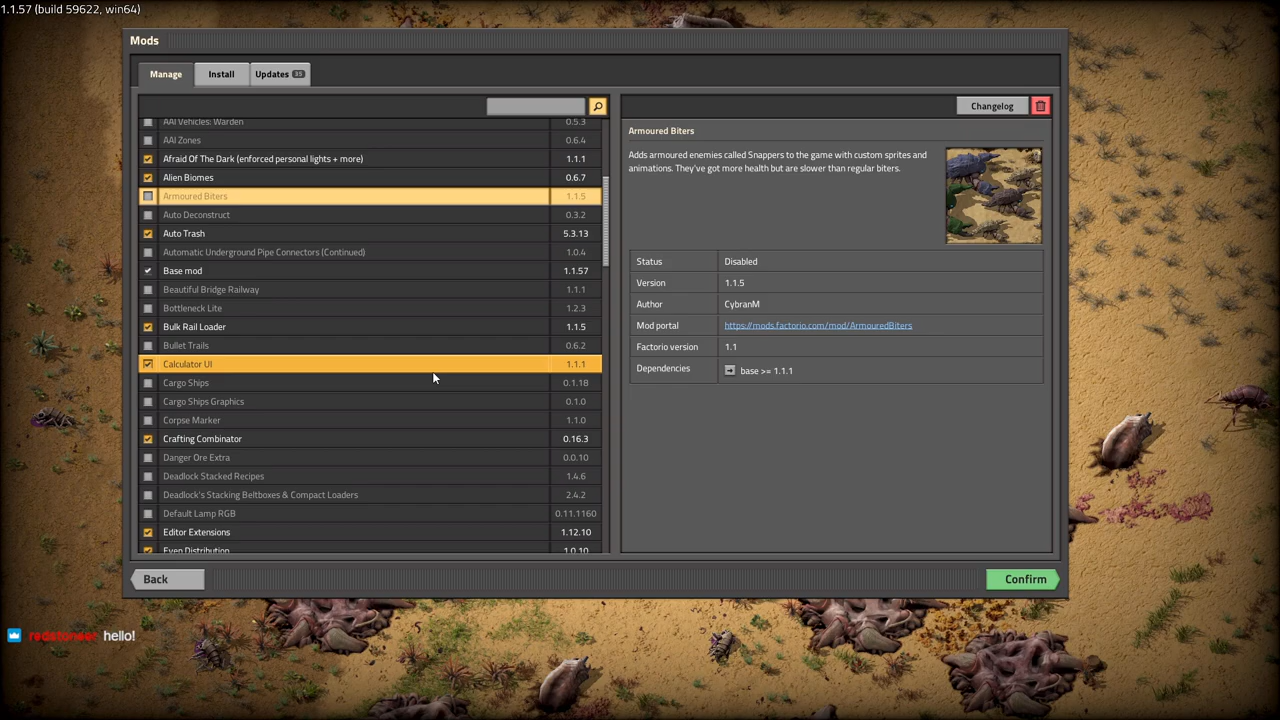 1.1.57 (build 59622, win64)
Mods
Manage Install Updates 35
Changelog
AAI Vehicles: Warden 0.5.3
AAI Zones 0.6.4
Afraid Of The Dark (enforced personal lights + more) 1.1.1
Alien Biomes 0.6.7
Armoured Biters 1.1.5
Auto Deconstruct 0.3.2
Auto Trash 5.3.13
Automatic Underground Pipe Connectors (Continued) 1.0.4
Base mod 1.1.57
Beautiful Bridge Railway 1.1.1
Bottleneck Lite 1.2.3
Bulk Rail Loader 1.1.5
Bullet Trails 0.6.2
Calculator UI 1.1.1
Cargo Ships 0.1.18
Cargo Ships Graphics 0.1.0
Corpse Marker 1.1.0
Crafting Combinator 0.16.3
Danger Ore Extra 0.0.10
Deadlock Stacked Recipes 1.4.6
Deadlock's Stacking Beltboxes & Compact Loaders 2.4.2
Default Lamp RGB 0.11.1160
Editor Extensions 1.12.10
Even Distribution 1.0.10
Armoured Biters
Adds armoured enemies called Snappers to the game with custom sprites and
animations. They've got more health but are slower than regular biters.
Status Disabled
Version 1.1.5
Author CybranM
Mod portal https://mods.factorio.com/mod/ArmouredBiters
Factorio version 1.1
Dependencies base >= 1.1.1
Back
Confirm
redstoneer hello!